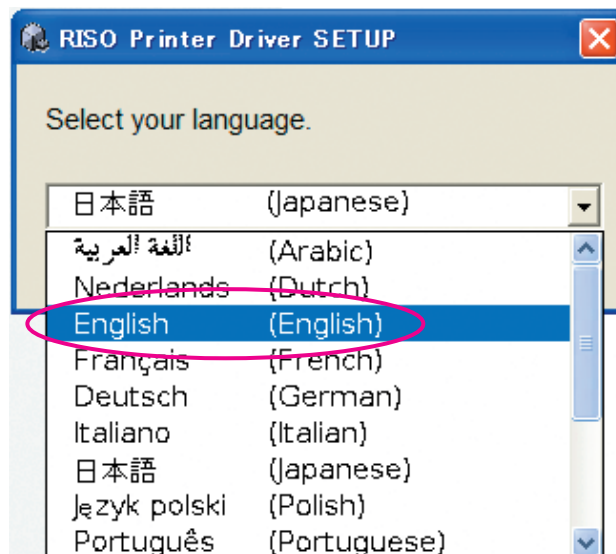 RISO Printer Driver SETUP
Select your language.
日本語 (Japanese)
اللغة العربية (Arabic)
Nederlands (Dutch)
English (English)
Français (French)
Deutsch (German)
Italiano (Italian)
日本語 (Japanese)
Język polski (Polish)
Português (Portuguese)